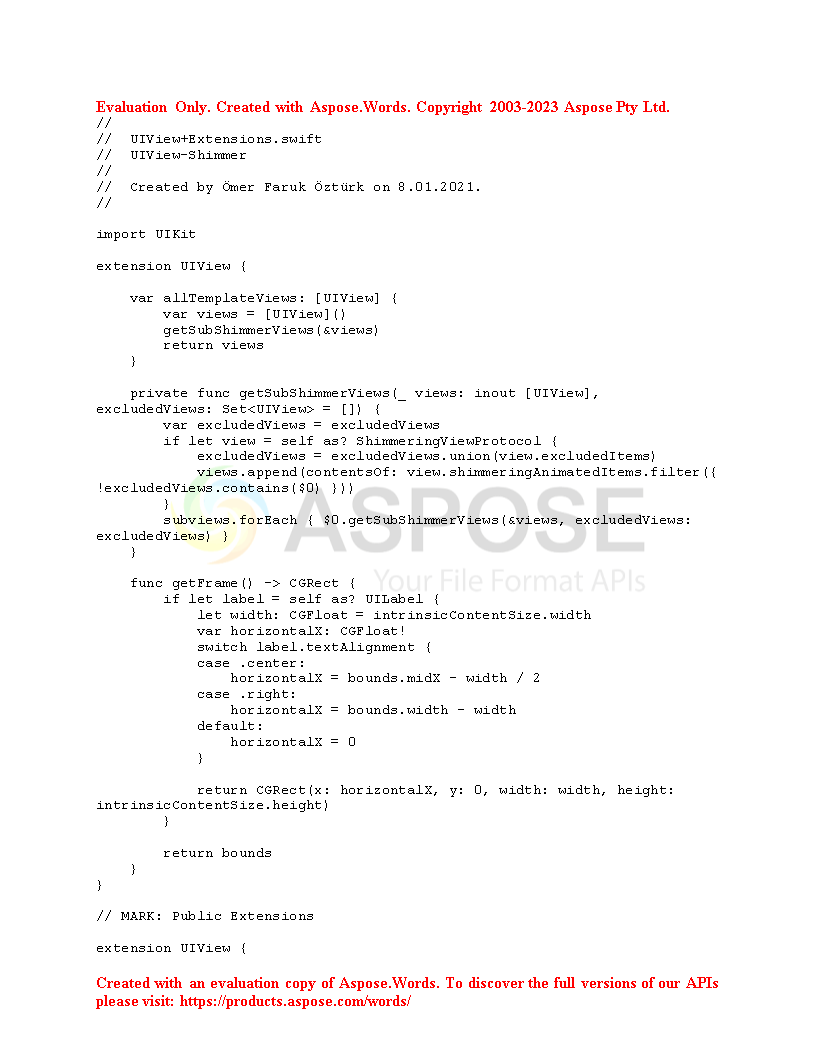 Evaluation Only. Created with Aspose.Words. Copyright 2003-2023 Aspose Pty Ltd.
//
//  UIView+Extensions.swift
//  UIView-Shimmer
//
//  Created by Ömer Faruk Öztürk on 8.01.2021.
//
import UIKit
extension UIView {
    var allTemplateViews: [UIView] {
        var views = [UIView]()
        getSubShimmerViews(&views)
        return views
    }
    private func getSubShimmerViews(_ views: inout [UIView],
excludedViews: Set<UIView> = []) {
        var excludedViews = excludedViews
        if let view = self as? ShimmeringViewProtocol {
            excludedViews = excludedViews.union(view.excludedItems)
            views.append(contentsOf: view.shimmeringAnimatedItems.filter({
!excludedViews.contains($0) }))
        }
        subviews.forEach { $0.getSubShimmerViews(&views, excludedViews:
excludedViews) }
    }
ASPOSE
Your File Format APIs
    func getFrame() -> CGRect {
        if let label = self as? UILabel {
            let width: CGFloat = intrinsicContentSize.width
            var horizontalX: CGFloat!
            switch label.textAlignment {
            case .center:
                horizontalX = bounds.midX - width / 2
            case .right:
                horizontalX = bounds.width - width
            default:
                horizontalX = 0
            }
            return CGRect(x: horizontalX, y: 0, width: width, height:
intrinsicContentSize.height)
        }
        return bounds
    }
}
// MARK: Public Extensions
extension UIView {
Created with an evaluation copy of Aspose.Words. To discover the full versions of our APIs
please visit: https://products.aspose.com/words/